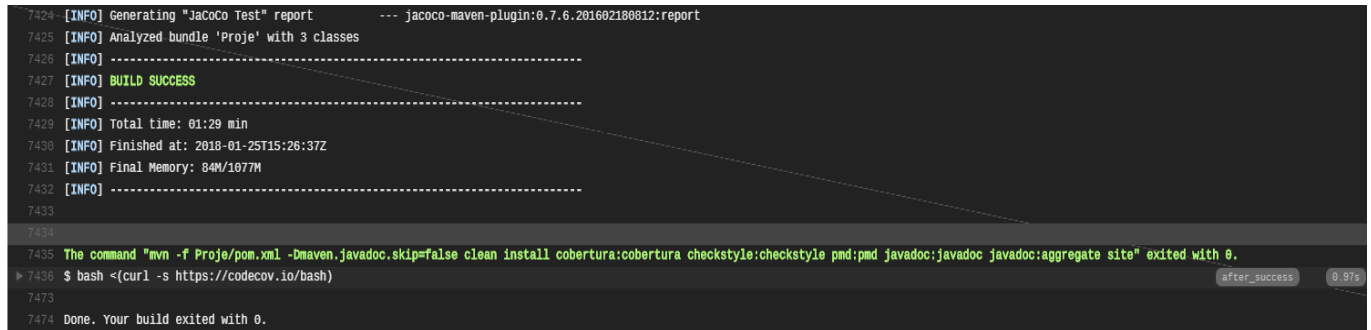 7424 [INFO] Generating "JaCoCo Test" report --- jacoco-maven-plugin:0.7.6.201602180812:report
7425 [INFO] Analyzed bundle 'Proje' with 3 classes
7426 [INFO] ------------------------------------------------------------------------
7427 [INFO] BUILD SUCCESS
7428 [INFO] ------------------------------------------------------------------------
7429 [INFO] Total time: 01:29 min
7430 [INFO] Finished at: 2018-01-25T15:26:37Z
7431 [INFO] Final Memory: 84M/1077M
7432 [INFO] ------------------------------------------------------------------------
7433
7434
7435 The command "mvn -f Proje/pom.xml -Dmaven.javadoc.skip=false clean install cobertura:cobertura checkstyle:checkstyle pmd:pmd javadoc:javadoc javadoc:aggregate site" exited with 0.
7436 $ bash <(curl -s https://codecov.io/bash) after_success 0.97s
7473
7474 Done. Your build exited with 0.